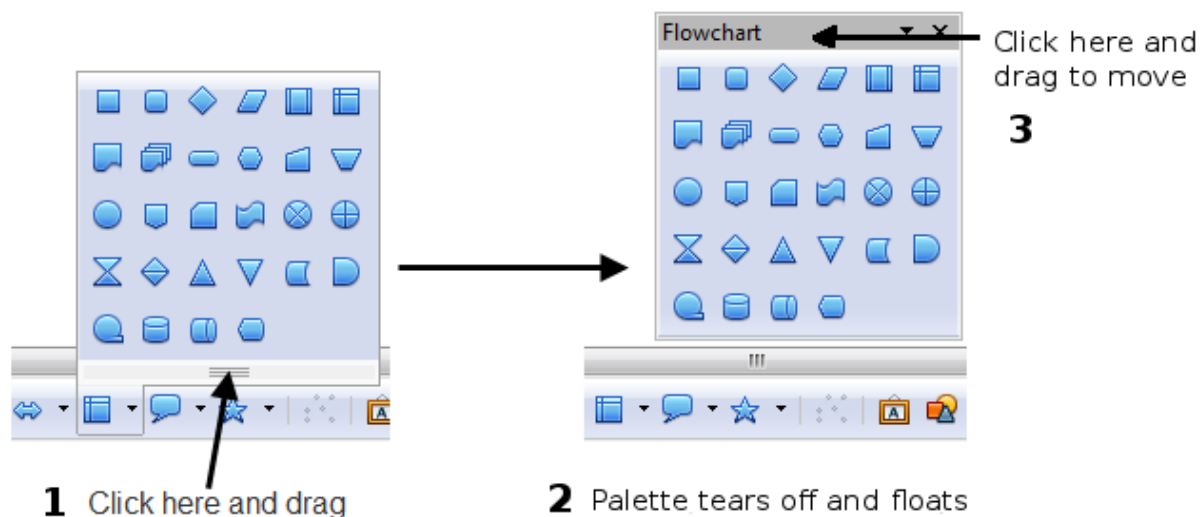 Flowchart
Click here and
drag to move
3
1 Click here and drag
2 Palette tears off and floats
A
A